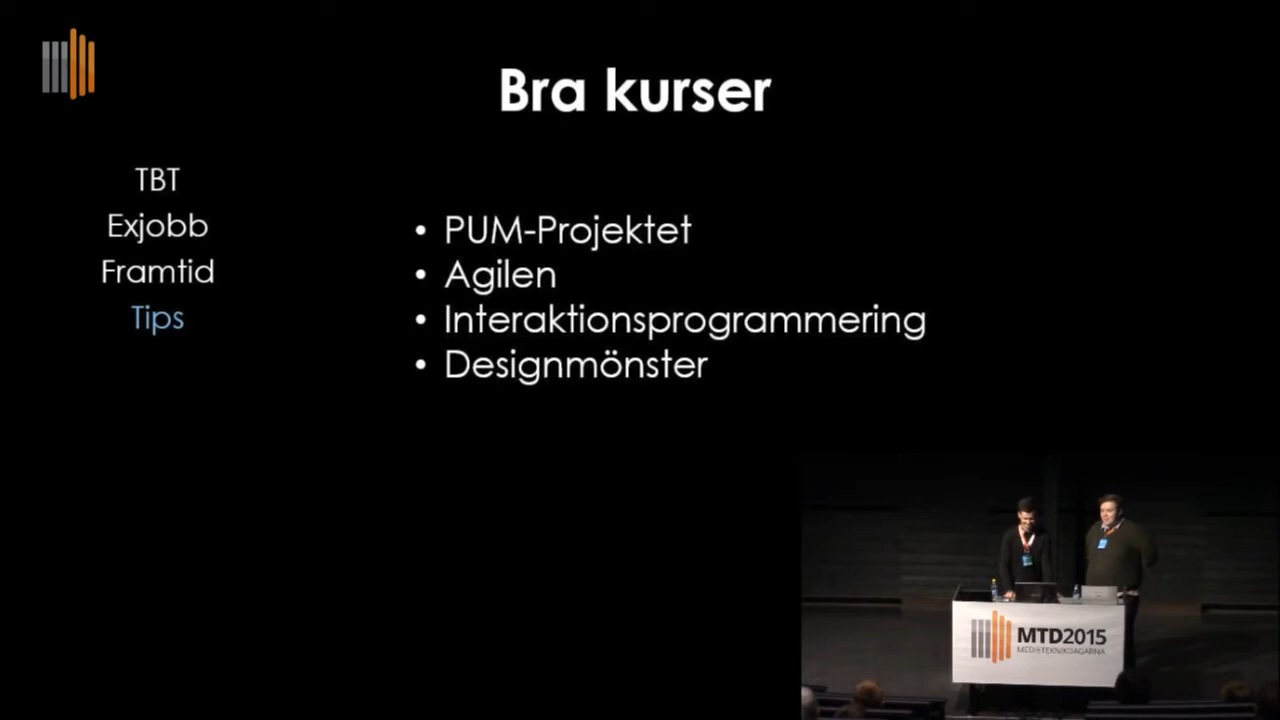 Bra kurser
TBT
Exjobb
Framtid
Tips
• PUM-Projektet
• Agilen
• Interaktionsprogrammering
• Designmönster
MTD2015
MEDIETEKNIKDAGARNA